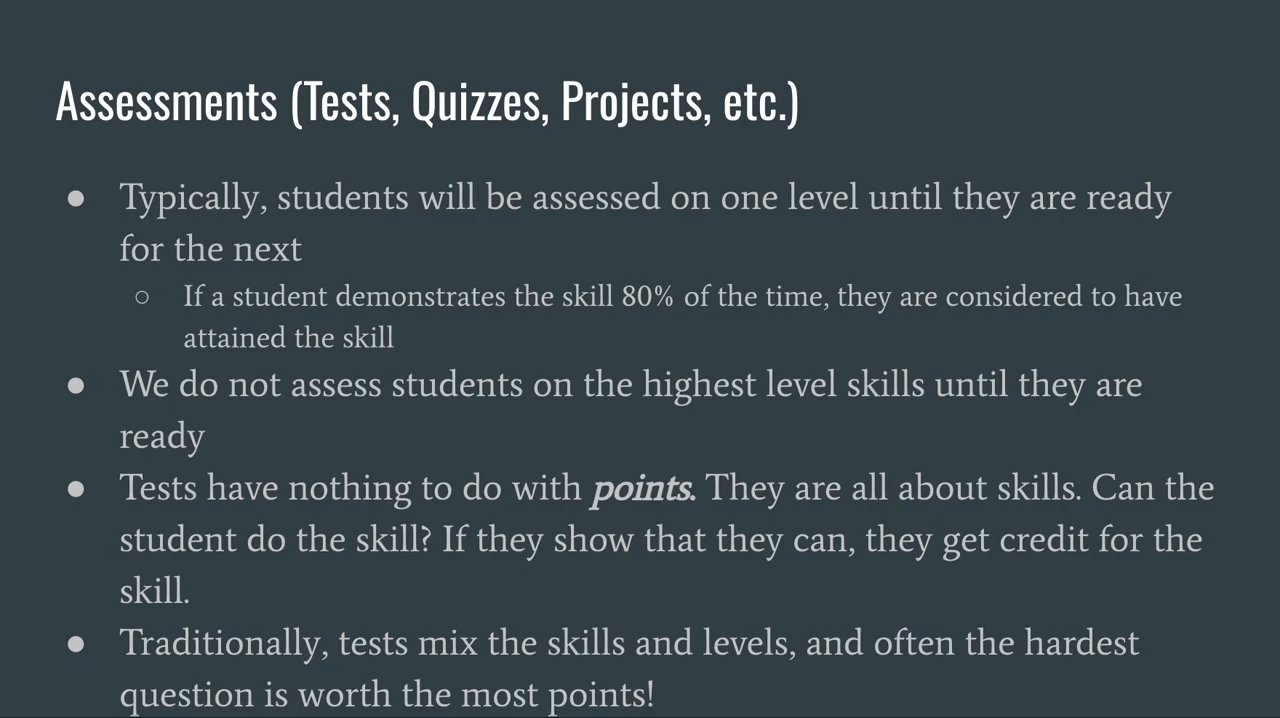 Assessments (Tests, Quizzes, Projects, etc.)
● Typically, students will be assessed on one level until they are ready
for the next
○ If a student demonstrates the skill 80% of the time, they are considered to have
attained the skill
● We do not assess students on the highest level skills until they are
ready
● Tests have nothing to do with points. They are all about skills. Can the
student do the skill? If they show that they can, they get credit for the
skill.
● Traditionally, tests mix the skills and levels, and often the hardest
question is worth the most points!